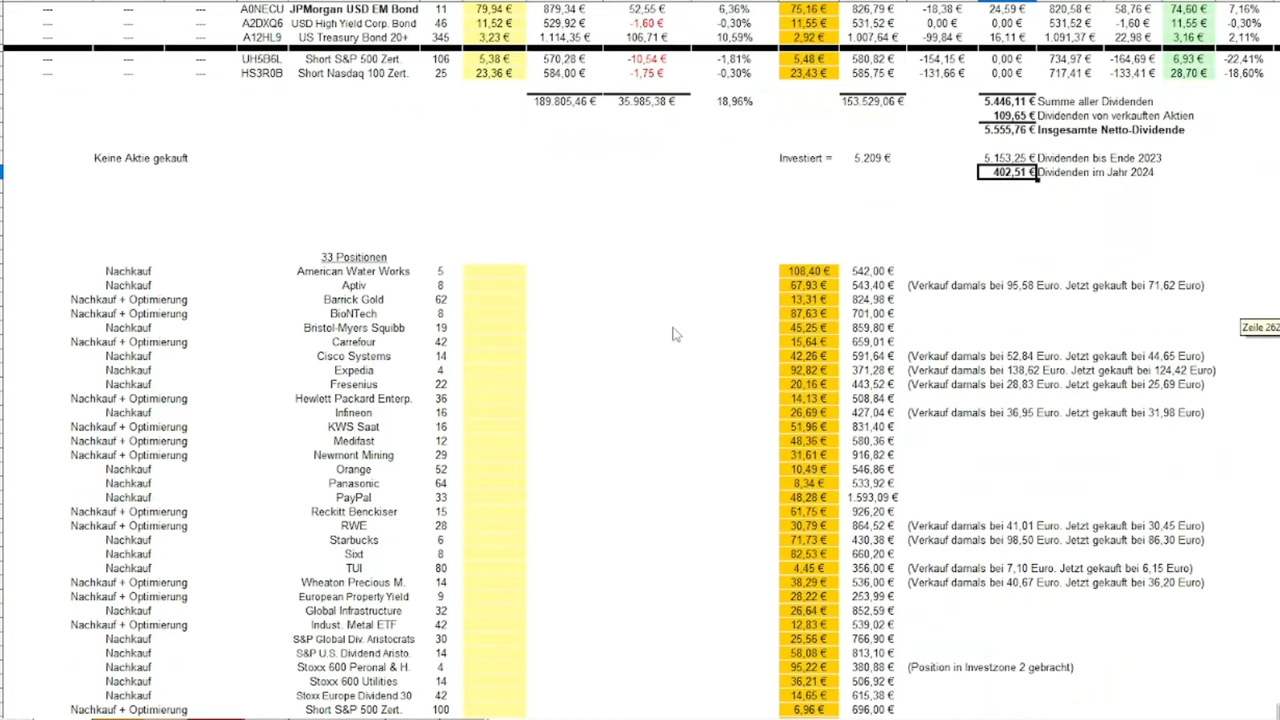 --- --- --- A0NECU JPMorgan USD EM Bond 11 79,94 € 879,34 € 52,55 € 6,36% 75,16 € 826,79 € -18,38 € 24,59 € 820,58 € 58,76 € 74,60 € 7,16%
--- --- --- A2DXQ6 USD High Yield Corp. Bond 46 11,52 € 529,92 € -1,60 € -0,30% 11,55 € 531,52 € 0,00 € 0,00 € 531,52 € -1,60 € 11,55 € -0,30%
--- --- --- A12HL9 US Treasury Bond 20+ 345 3,23 € 1.114,35 € 106,71 € 10,59% 2,92 € 1.007,64 € -99,84 € 16,11 € 1.091,37 € 22,98 € 3,16 € 2,11%
--- --- --- UH5B6L Short S&P 500 Zert. 106 5,38 € 570,28 € -10,54 € -1,81% 5,48 € 580,82 € -154,15 € 0,00 € 734,97 € -164,69 € 6,93 € -22,41%
--- --- --- HS3R0B Short Nasdaq 100 Zert. 25 23,36 € 584,00 € -1,75 € -0,30% 23,43 € 585,75 € -131,66 € 0,00 € 717,41 € -133,41 € 28,70 € -18,60%
189.805,46 € 35.985,38 € 18,96% 153.529,06 € 5.446,11 € Summe aller Dividenden
109,65 € Dividenden von verkauften Aktien
5.555,76 € Insgesamte Netto-Dividende
Keine Aktie gekauft Investiert = 5.209 € 5.153,25 € Dividenden bis Ende 2023
402,51 € Dividenden im Jahr 2024
33 Positionen
Nachkauf American Water Works 5 108,40 € 542,00 €
Nachkauf Aptiv 8 67,93 € 543,40 € (Verkauf damals bei 95,58 Euro. Jetzt gekauft bei 71,62 Euro)
Nachkauf + Optimierung Barrick Gold 62 13,31 € 824,98 €
Nachkauf + Optimierung BioNTech 8 87,63 € 701,00 €
Nachkauf Bristol-Myers Squibb 19 45,25 € 859,80 €
Nachkauf + Optimierung Carrefour 42 15,64 € 659,01 €
Nachkauf Cisco Systems 14 42,26 € 591,64 € (Verkauf damals bei 52,84 Euro. Jetzt gekauft bei 44,65 Euro)
Nachkauf Expedia 4 92,82 € 371,28 € (Verkauf damals bei 138,62 Euro. Jetzt gekauft bei 124,42 Euro)
Nachkauf Fresenius 22 20,16 € 443,52 € (Verkauf damals bei 28,83 Euro. Jetzt gekauft bei 25,69 Euro)
Nachkauf + Optimierung Hewlett Packard Enterp. 36 14,13 € 508,84 €
Nachkauf Infineon 16 26,69 € 427,04 € (Verkauf damals bei 36,95 Euro. Jetzt gekauft bei 31,98 Euro)
Nachkauf + Optimierung KWS Saat 16 51,96 € 831,40 €
Nachkauf Medifast 12 48,36 € 580,36 €
Nachkauf + Optimierung Newmont Mining 29 31,61 € 916,82 €
Nachkauf Orange 52 10,49 € 546,86 €
Nachkauf Panasonic 64 8,34 € 533,92 €
Nachkauf PayPal 33 48,28 € 1.593,09 €
Nachkauf + Optimierung Reckitt Benckiser 15 61,75 € 926,20 €
Nachkauf + Optimierung RWE 28 30,79 € 864,52 € (Verkauf damals bei 41,01 Euro. Jetzt gekauft bei 30,45 Euro)
Nachkauf Starbucks 6 71,73 € 430,38 € (Verkauf damals bei 98,50 Euro. Jetzt gekauft bei 86,30 Euro)
Nachkauf Sixt 8 82,53 € 660,20 €
Nachkauf TUI 80 4,45 € 356,00 € (Verkauf damals bei 7,10 Euro. Jetzt gekauft bei 6,15 Euro)
Nachkauf + Optimierung Wheaton Precious M. 14 38,29 € 536,00 € (Verkauf damals bei 40,67 Euro. Jetzt gekauft bei 36,20 Euro)
Nachkauf + Optimierung European Property Yield 9 28,22 € 253,99 €
Nachkauf Global Infrastructure 32 26,64 € 852,59 €
Nachkauf + Optimierung Indust. Metal ETF 42 12,83 € 539,02 €
Nachkauf S&P Global Div. Aristocrats 30 25,56 € 766,90 €
Nachkauf S&P U.S. Dividend Aristo. 14 58,08 € 813,10 €
Nachkauf Stoxx 600 Peronal & H. 4 95,22 € 380,88 € (Position in Investzone 2 gebracht)
Nachkauf Stoxx 600 Utilities 14 36,21 € 506,92 €
Nachkauf Stoxx Europe Dividend 30 42 14,65 € 615,38 €
Nachkauf + Optimierung Short S&P 500 Zert. 100 6,96 € 696,00 €
Zeile 262